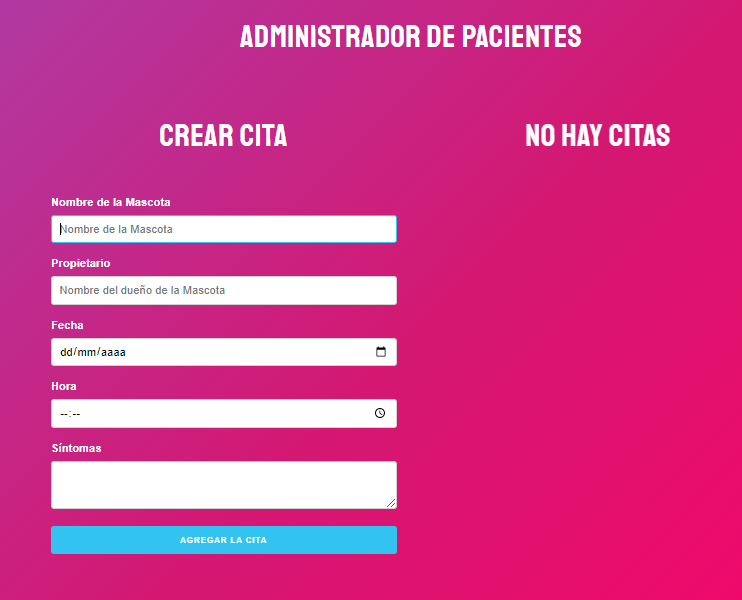 ADMINISTRADOR DE PACIENTES
CREAR CITA
NO HAY CITAS
Nombre de la Mascota
Nombre de la Mascota
Propietario
Nombre del dueño de la Mascota
Fecha
dd/mm/aaaa
Hora
--:--
Síntomas
AGREGAR LA CITA